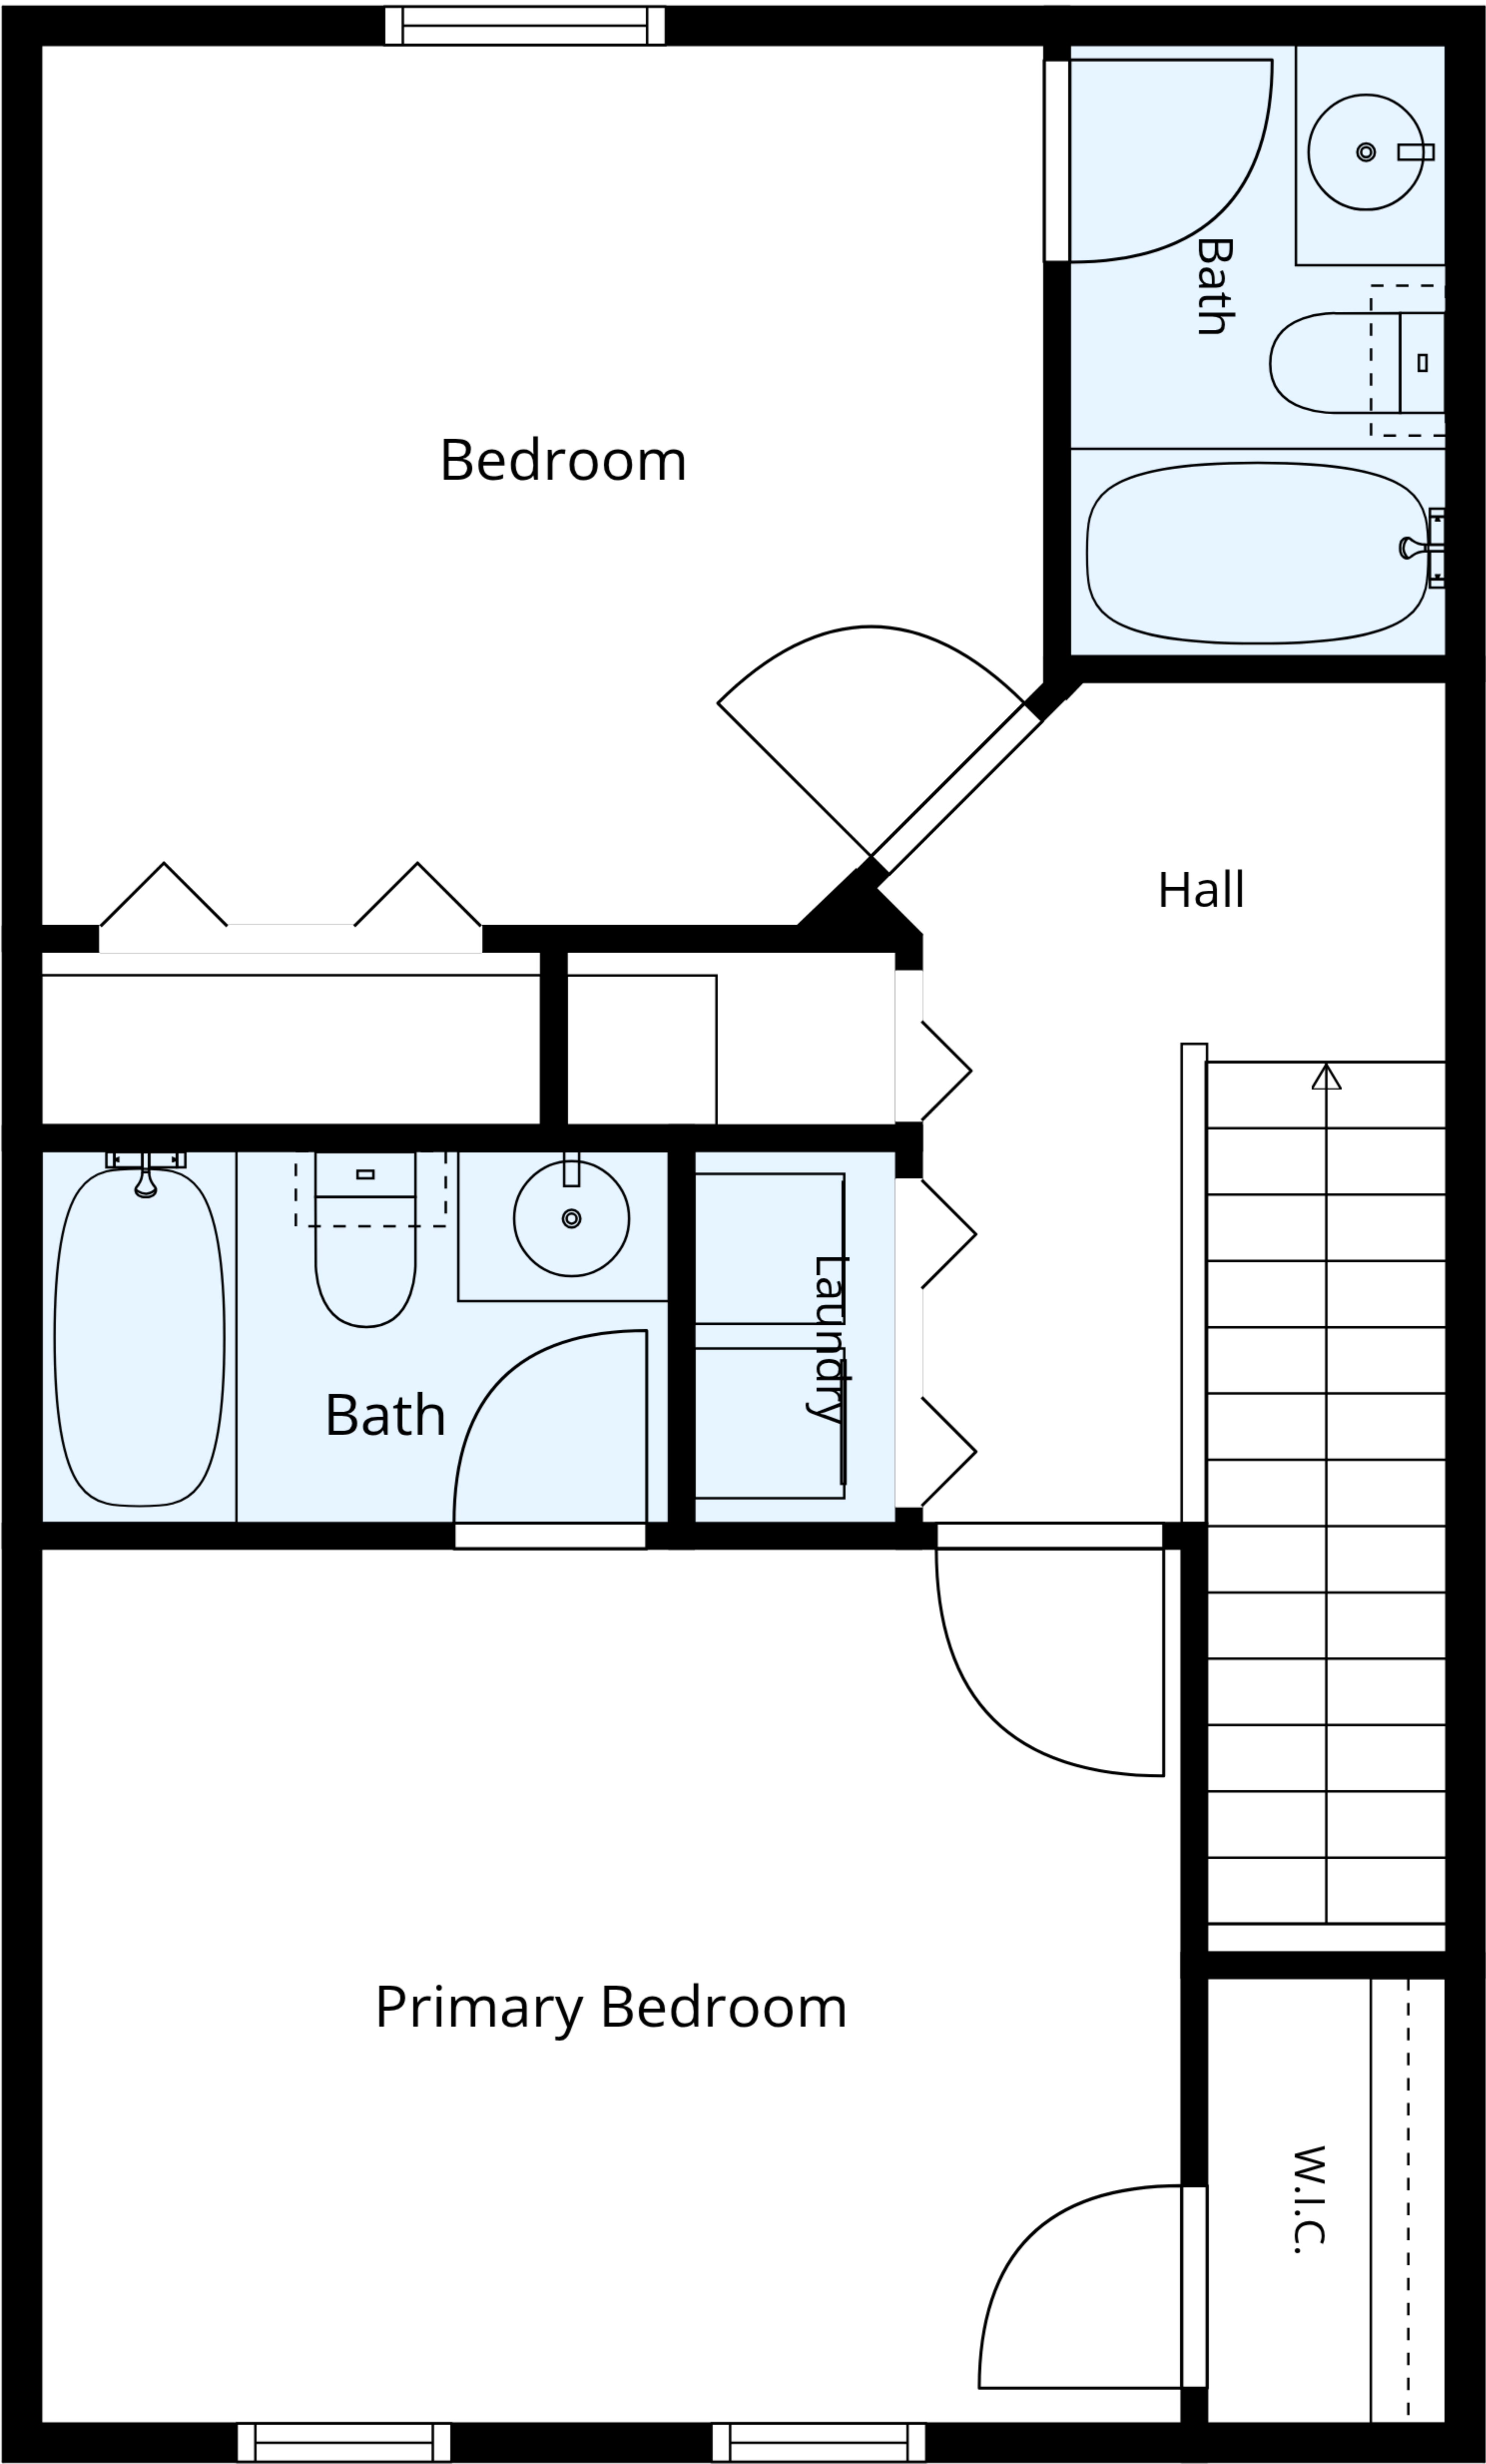 Bath
Bedroom
Hall
Laundry
Bath
Primary Bedroom
W.I.C.